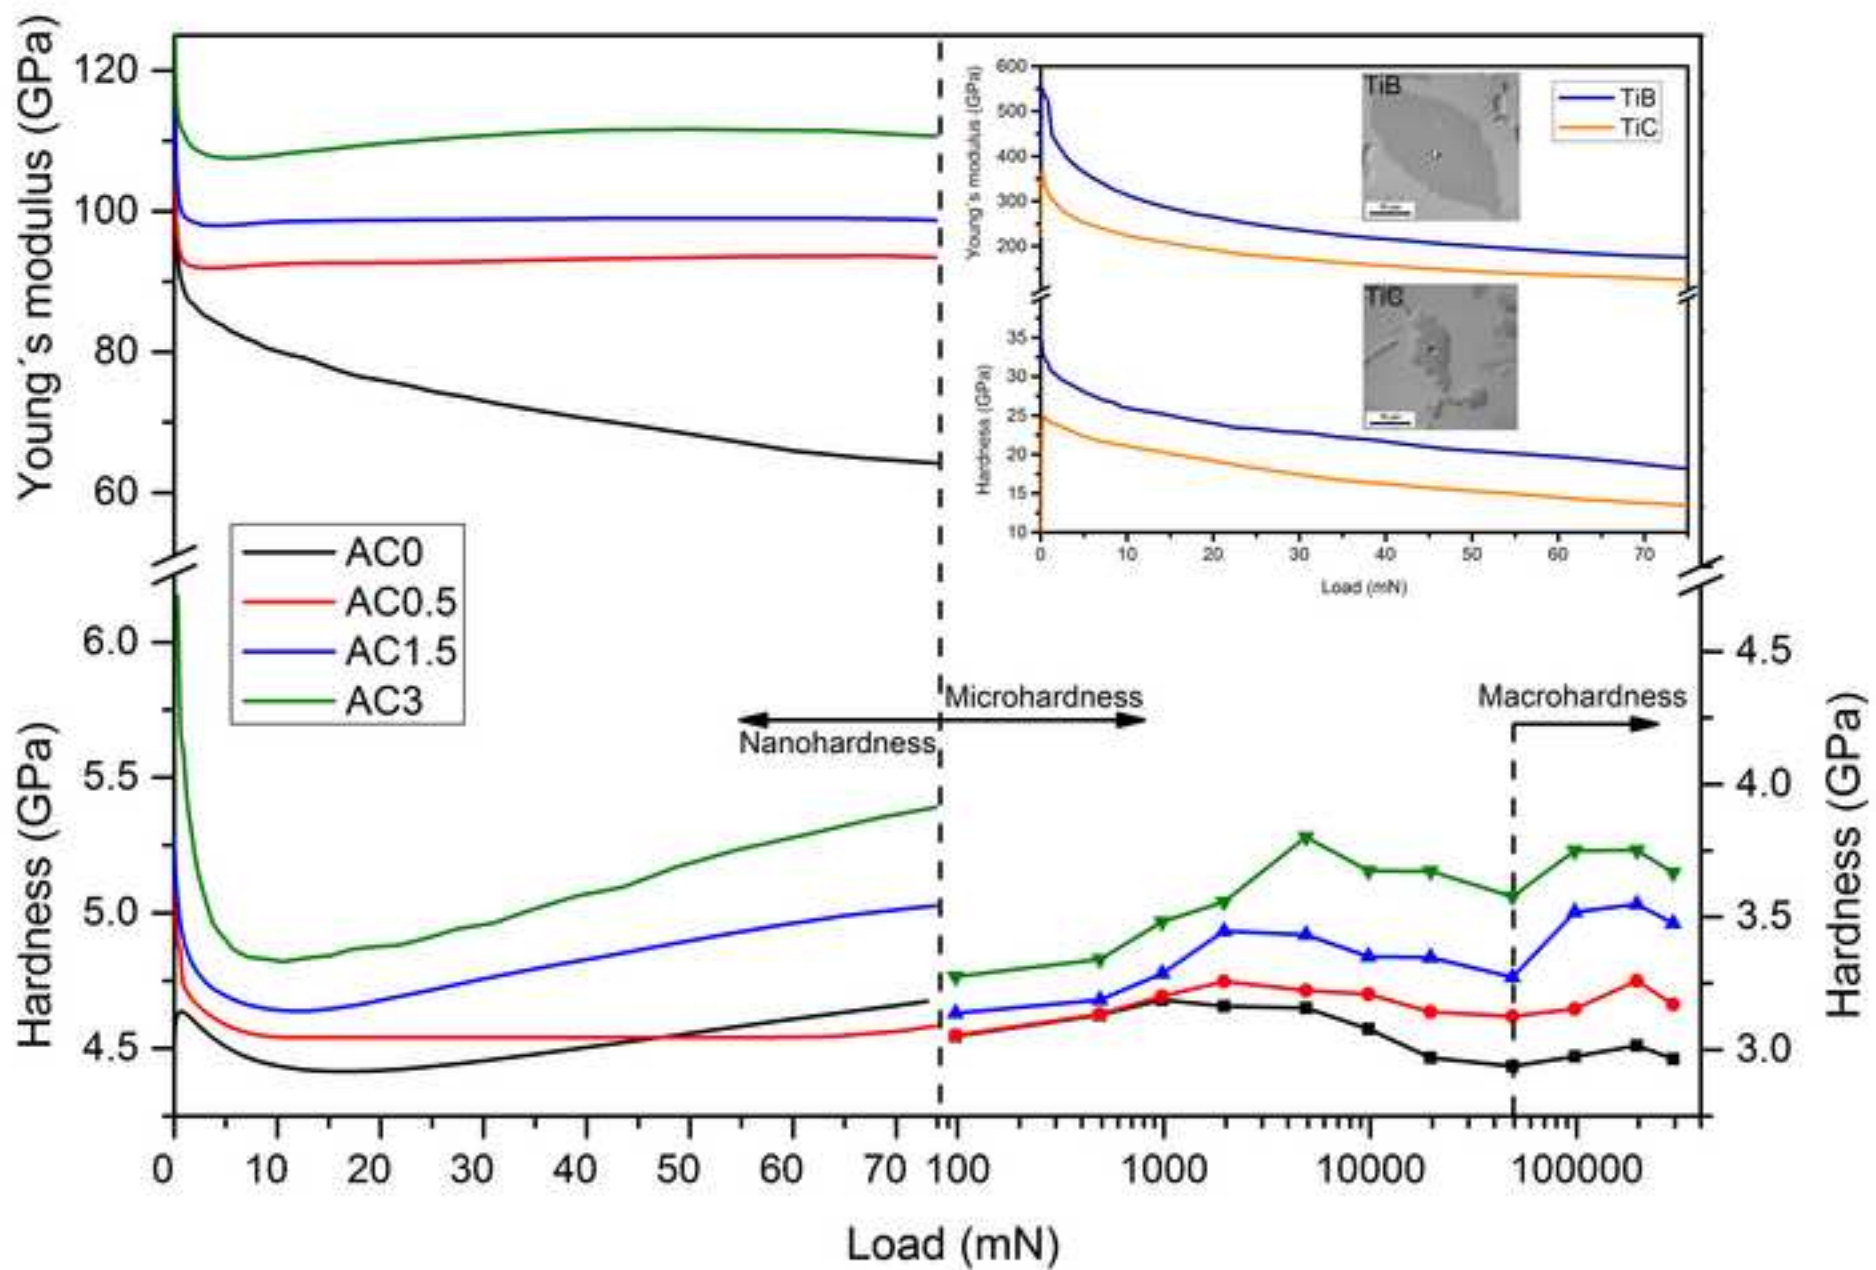 Young´s modulus (GPa)
120
100
80
60
Young´s modulus (GPa)
600
500
400
300
200
TiB
TiB
TiC
TiC
Hardness (GPa)
35
30
25
20
15
10
0 10 20 30 40 50 60 70
Load (mN)
AC0
AC0.5
AC1.5
AC3
Hardness (GPa)
6.0
5.5
5.0
4.5
Microhardness
Nanohardness
Macrohardness
4.5
4.0
3.5
3.0
Hardness (GPa)
0 10 20 30 40 50 60 70 100 1000 10000 100000
Load (mN)